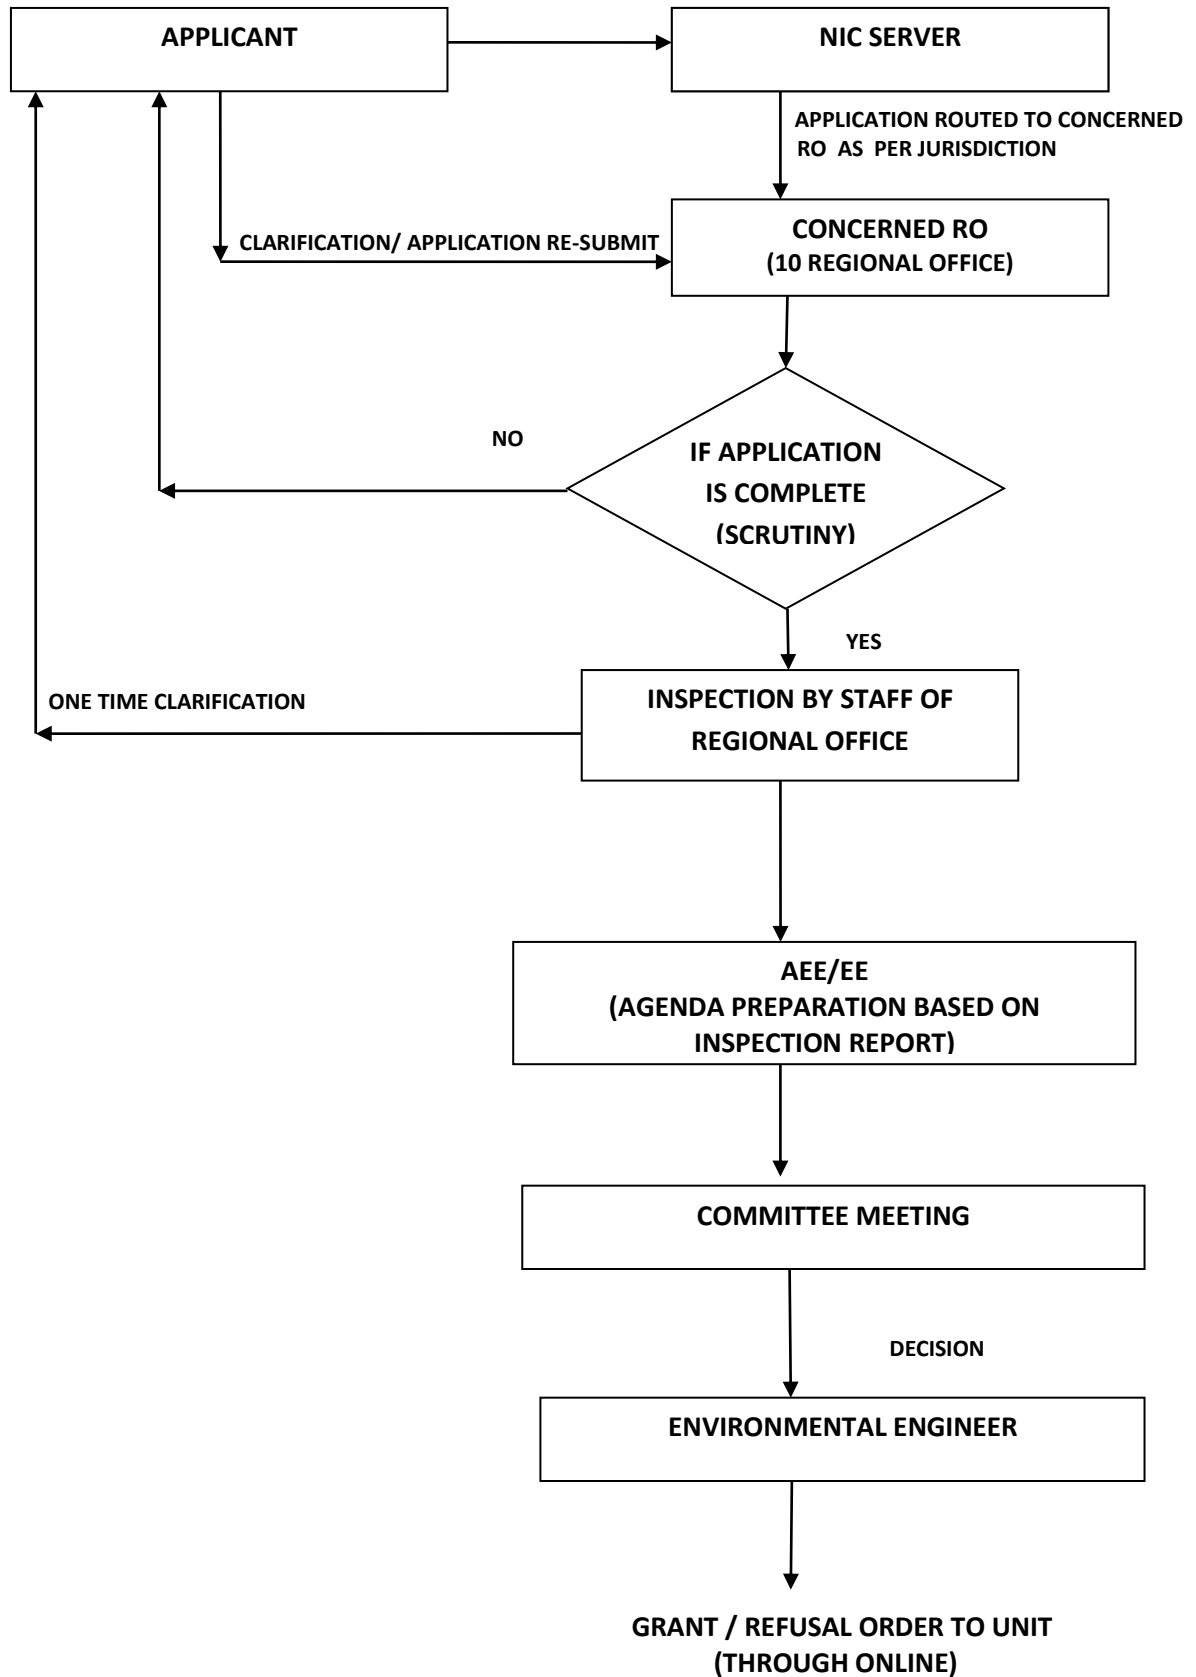 APPLICANT
NIC SERVER
APPLICATION ROUTED TO CONCERNED
RO AS PER JURISDICTION
CONCERNED RO
(10 REGIONAL OFFICE)
CLARIFICATION/ APPLICATION RE-SUBMIT
NO
IF APPLICATION
IS COMPLETE
(SCRUTINY)
YES
ONE TIME CLARIFICATION
INSPECTION BY STAFF OF
REGIONAL OFFICE
AEE/EE
(AGENDA PREPARATION BASED ON
INSPECTION REPORT)
COMMITTEE MEETING
DECISION
ENVIRONMENTAL ENGINEER
GRANT / REFUSAL ORDER TO UNIT
(THROUGH ONLINE)